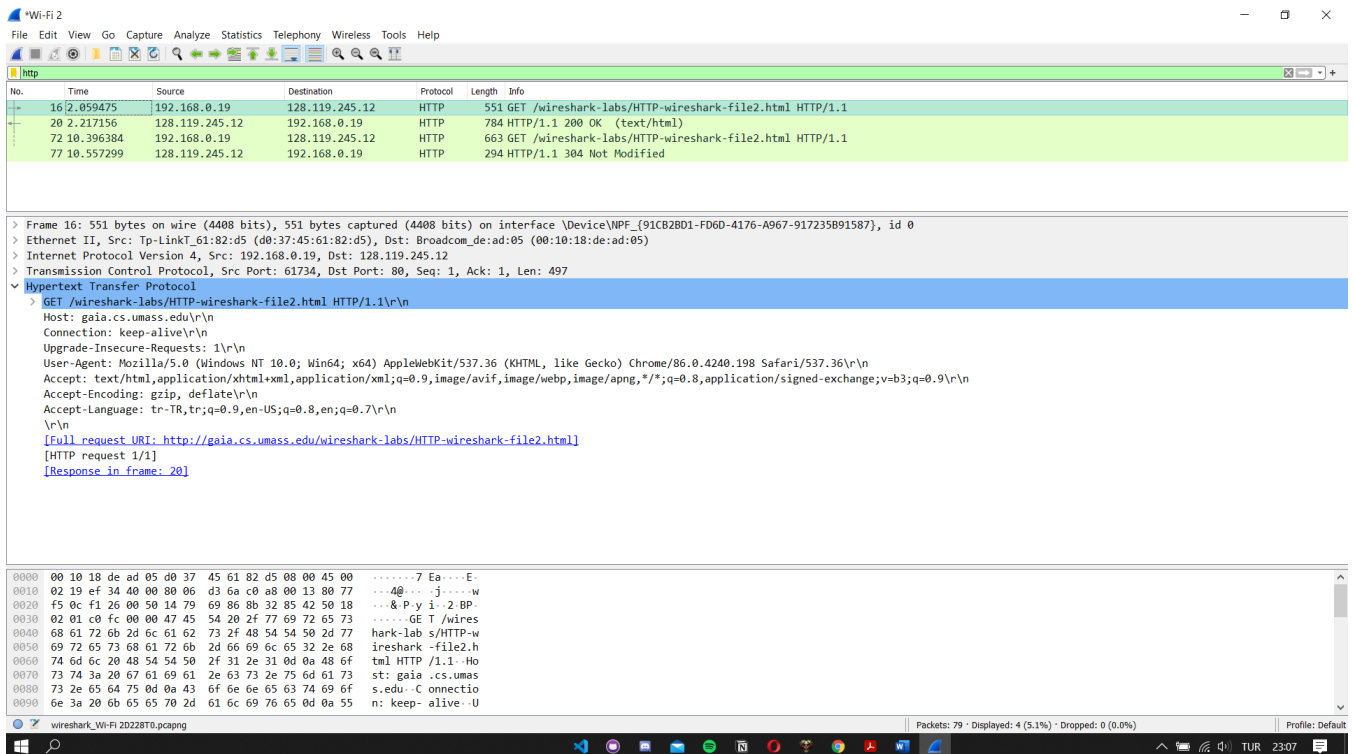 *Wi-Fi 2
File Edit View Go Capture Analyze Statistics Telephony Wireless Tools Help
http
No. Time Source Destination Protocol Length Info
16 2.059475 192.168.0.19 128.119.245.12 HTTP 551 GET /wireshark-labs/HTTP-wireshark-file2.html HTTP/1.1
20 2.217156 128.119.245.12 192.168.0.19 HTTP 784 HTTP/1.1 200 OK (text/html)
72 10.396384 192.168.0.19 128.119.245.12 HTTP 663 GET /wireshark-labs/HTTP-wireshark-file2.html HTTP/1.1
77 10.557299 128.119.245.12 192.168.0.19 HTTP 294 HTTP/1.1 304 Not Modified
Frame 16: 551 bytes on wire (4408 bits), 551 bytes captured (4408 bits) on interface \Device\NPF_{91CB2BD1-FD6D-4176-A967-917235B91587}, id 0
Ethernet II, Src: Tp-LinkT_61:82:d5 (d0:37:45:61:82:d5), Dst: Broadcom_de:ad:05 (00:10:18:de:ad:05)
Internet Protocol Version 4, Src: 192.168.0.19, Dst: 128.119.245.12
Transmission Control Protocol, Src Port: 61734, Dst Port: 80, Seq: 1, Ack: 1, Len: 497
Hypertext Transfer Protocol
GET /wireshark-labs/HTTP-wireshark-file2.html HTTP/1.1\r\n
Host: gaia.cs.umass.edu\r\n
Connection: keep-alive\r\n
Upgrade-Insecure-Requests: 1\r\n
User-Agent: Mozilla/5.0 (Windows NT 10.0; Win64; x64) AppleWebKit/537.36 (KHTML, like Gecko) Chrome/86.0.4240.198 Safari/537.36\r\n
Accept: text/html,application/xhtml+xml,application/xml;q=0.9,image/avif,image/webp,image/apng,*/*;q=0.8,application/signed-exchange;v=b3;q=0.9\r\n
Accept-Encoding: gzip, deflate\r\n
Accept-Language: tr-TR,tr;q=0.9,en-US;q=0.8,en;q=0.7\r\n
\r\n
[Full request URI: http://gaia.cs.umass.edu/wireshark-labs/HTTP-wireshark-file2.html]
[HTTP request 1/1]
[Response in frame: 20]
0000 00 10 18 de ad 05 d0 37 45 61 82 d5 08 00 45 00 ·······7 Ea····E·
0010 02 19 ef 34 40 00 80 06 d3 6a c0 a8 00 13 80 77 ···4@··· ·j·····w
0020 f5 0c f1 26 00 50 14 79 69 86 8b 32 85 42 50 18 ···&·P·y i··2·BP·
0030 02 01 c0 fc 00 00 47 45 54 20 2f 77 69 72 65 73 ······GE T /wires
0040 68 61 72 6b 2d 6c 61 62 73 2f 48 54 54 50 2d 77 hark-lab s/HTTP-w
0050 69 72 65 73 68 61 72 6b 2d 66 69 6c 65 32 2e 68 ireshark -file2.h
0060 74 6d 6c 20 48 54 54 50 2f 31 2e 31 0d 0a 48 6f tml HTTP /1.1··Ho
0070 73 74 3a 20 67 61 69 61 2e 63 73 2e 75 6d 61 73 st: gaia .cs.umas
0080 73 2e 65 64 75 0d 0a 43 6f 6e 6e 65 63 74 69 6f s.edu··C onnectio
0090 6e 3a 20 6b 65 65 70 2d 61 6c 69 76 65 0d 0a 55 n: keep- alive··U
wireshark_Wi-Fi 2D228T0.pcapng Packets: 79 · Displayed: 4 (5.1%) · Dropped: 0 (0.0%) Profile: Default
TUR 23:07